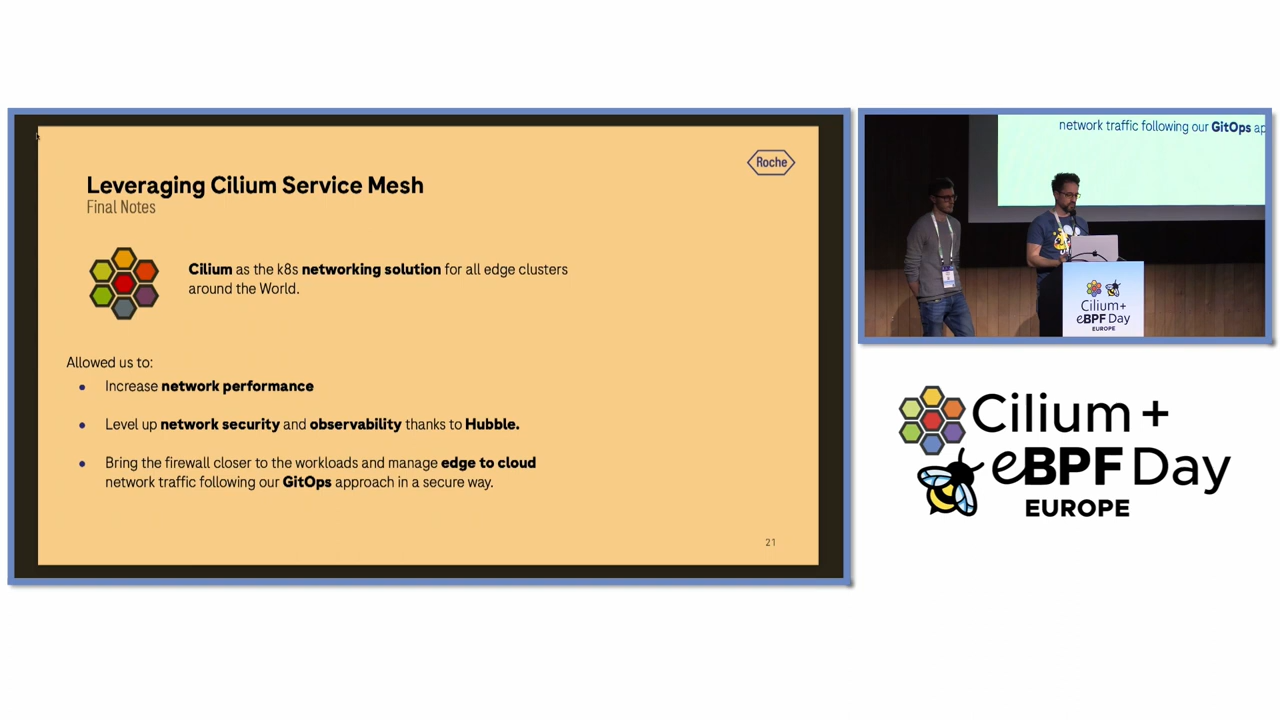 Roche
Leveraging Cilium Service Mesh
Final Notes
Cilium as the k8s networking solution for all edge clusters
around the World.
Allowed us to:
• Increase network performance
• Level up network security and observability thanks to Hubble.
• Bring the firewall closer to the workloads and manage edge to cloud
network traffic following our GitOps approach in a secure way.
21
network traffic following our GitOps ap
Cilium+
eBPF Day
EUROPE
Cilium +
eBPF Day
EUROPE